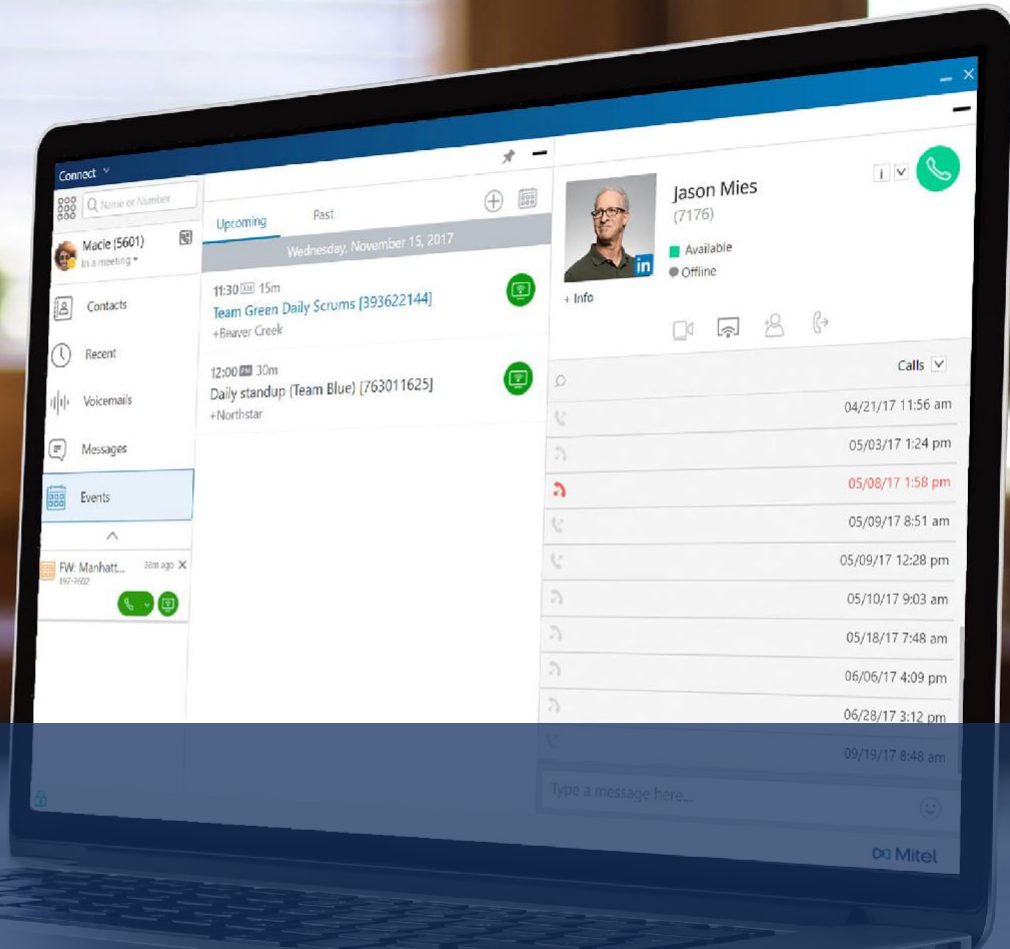 Connect
Name or Number
Macie (5601)
In a meeting
Contacts
Recent
Voicemails
Messages
Events
FW: Manhatt...
38m ago
Upcoming
Past
Wednesday, November 15, 2017
11:30 AM 15m
Team Green Daily Scrums [393622144]
+Beaver Creek
12:00 PM 30m
Daily standup (Team Blue) [763011625]
+Northstar
Jason Mies
(7176)
Available
Offline
in
+ Info
i
Calls
04/21/17 11:56 am
05/03/17 1:24 pm
05/08/17 1:58 pm
05/09/17 8:51 am
05/09/17 12:28 pm
05/10/17 9:03 am
05/18/17 7:48 am
06/06/17 4:09 pm
06/28/17 3:12 pm
09/19/17 8:48 am
Type a message here...
Mitel